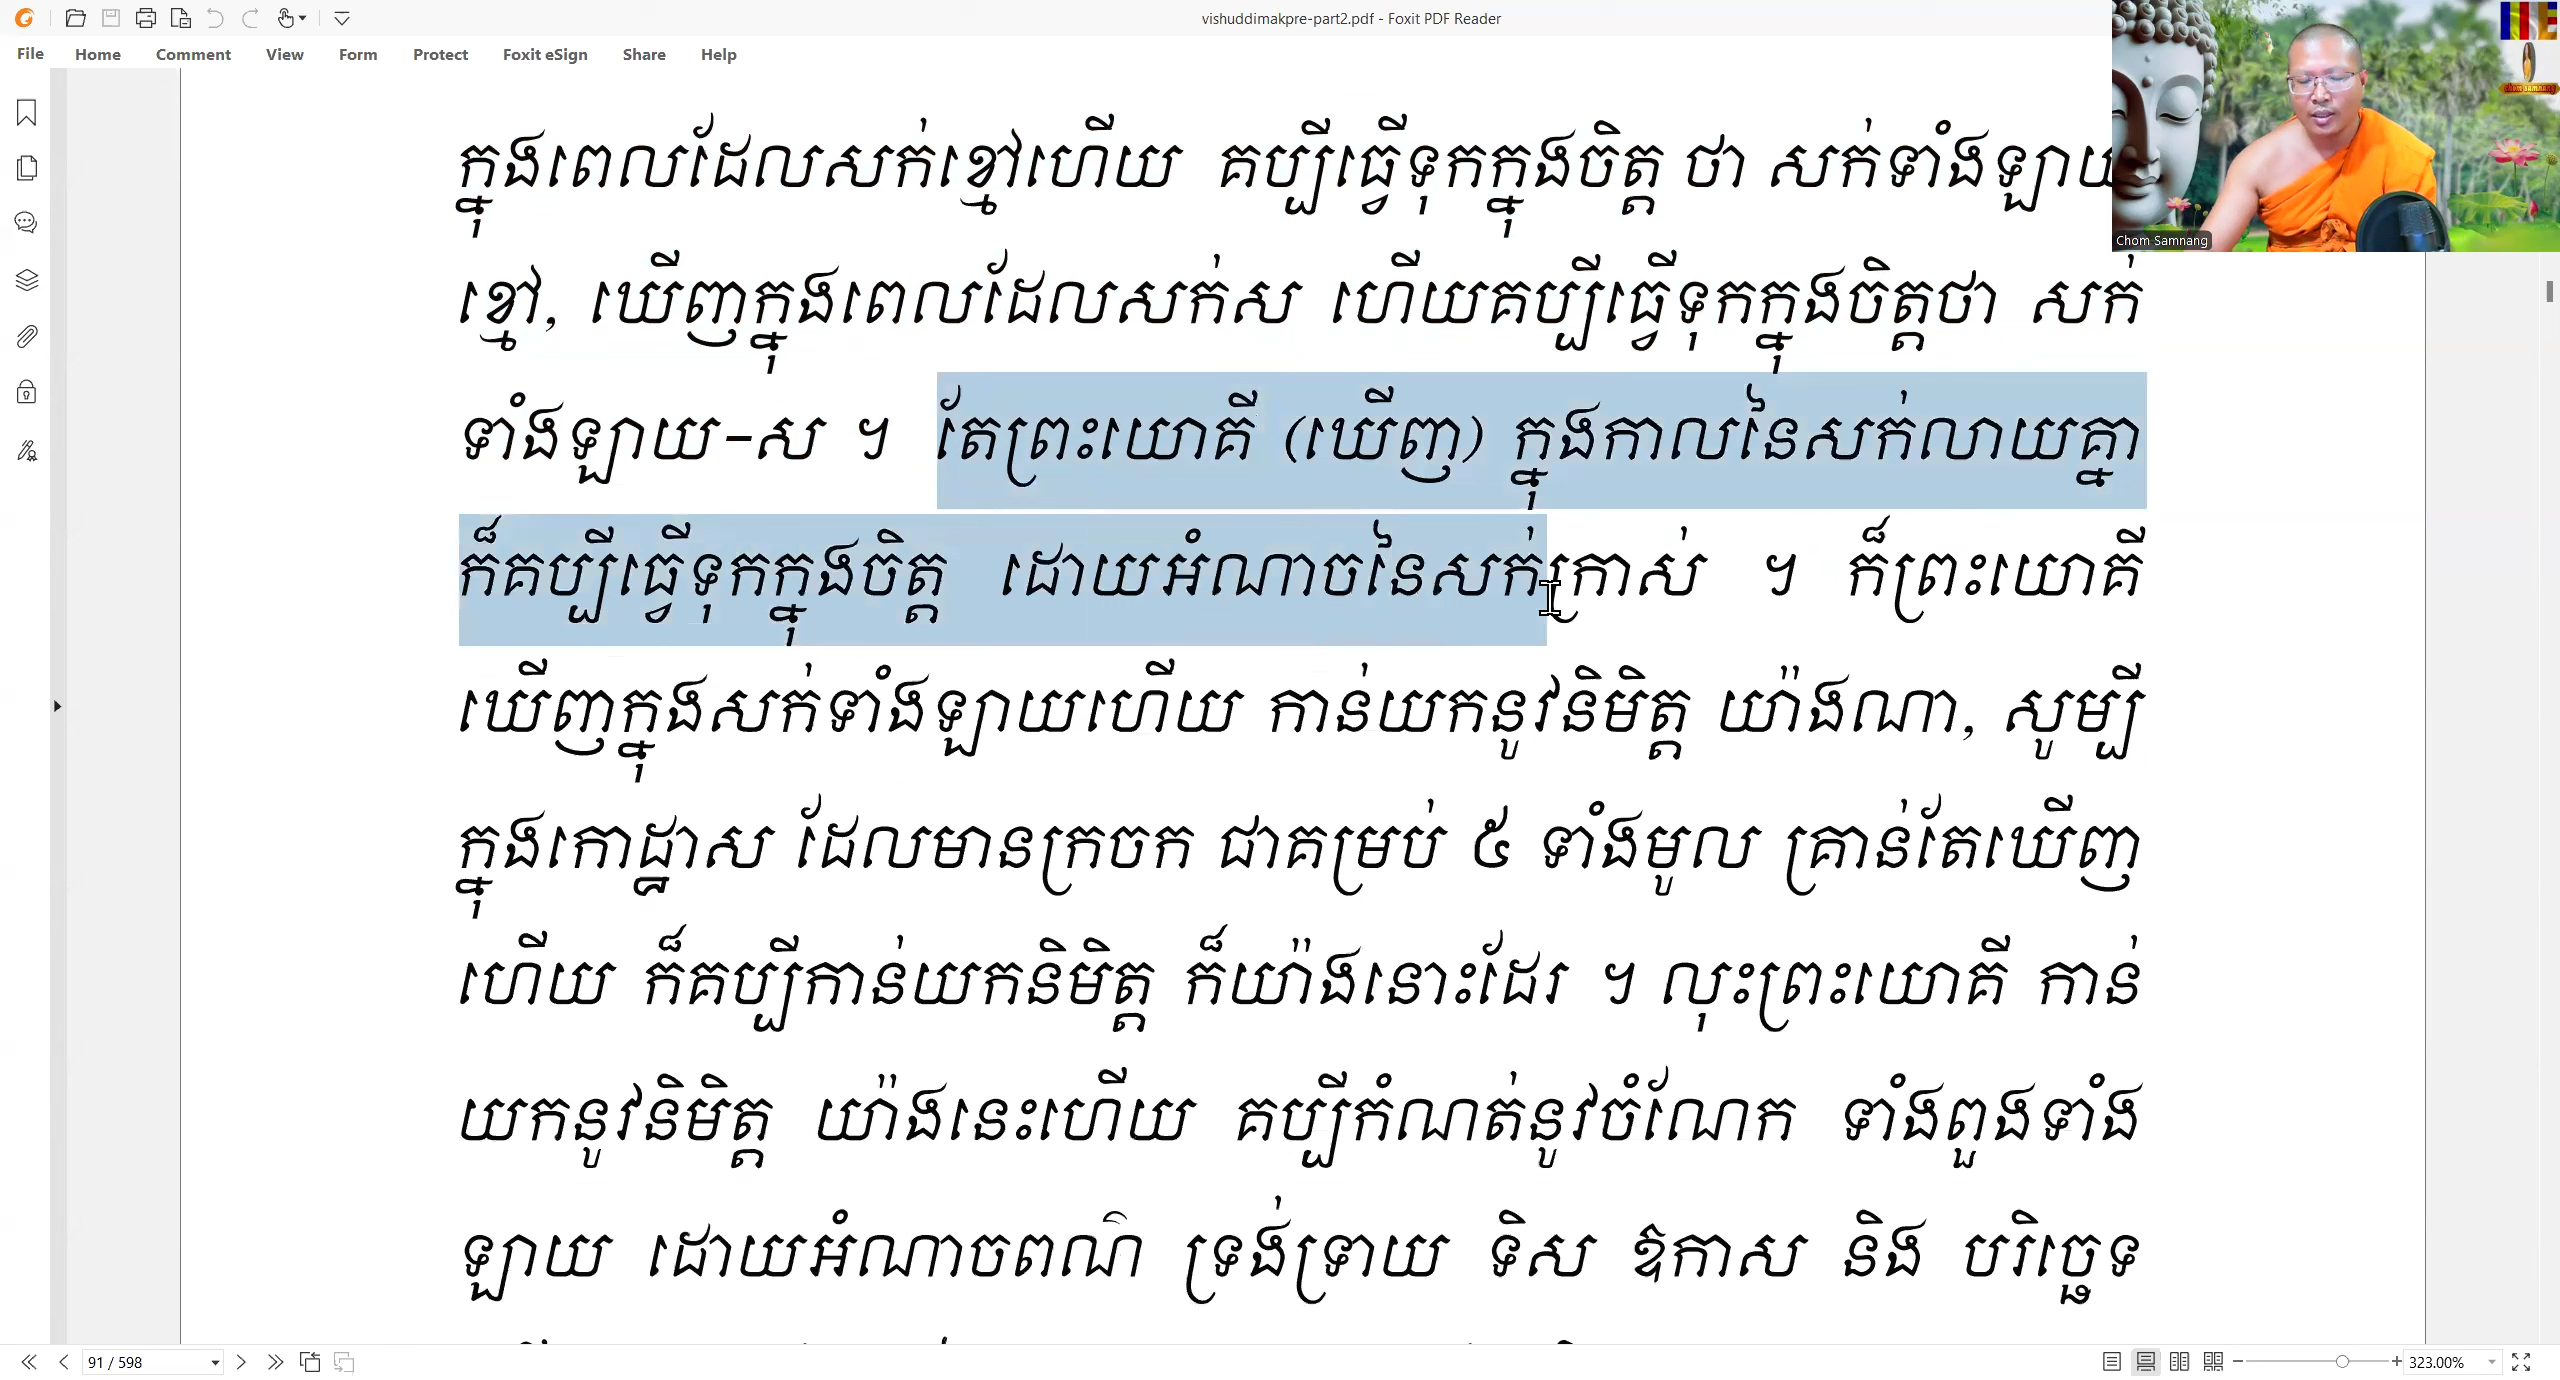 vishuddimakpre-part2.pdf - Foxit PDF Reader
File Home Comment View Form Protect Foxit eSign Share Help
Chom Samnang
ក្នុងពេលដែលសក់ខ្មៅហើយ គប្បីធ្វើទុកក្នុងចិត្ត ថា សក់ទាំងឡាយ
ខ្មៅ, ឃើញក្នុងពេលដែលសក់ស ហើយគប្បីធ្វើទុកក្នុងចិត្តថា សក់
ទាំងឡាយ-ស ។ តែព្រះយោគី (ឃើញ) ក្នុងកាលនៃសក់លាយគ្នា
ក៏គប្បីធ្វើទុកក្នុងចិត្ត ដោយអំណាចនៃសក់ក្រាស់ ។ ក៏ព្រះយោគី
ឃើញក្នុងសក់ទាំងឡាយហើយ កាន់យកនូវនិមិត្ត យ៉ាងណា, សូម្បី
ក្នុងកោដ្ឋាស ដែលមានក្រចក ជាគម្រប់ ៥ ទាំងមូល គ្រាន់តែឃើញ
ហើយ ក៏គប្បីកាន់យកនិមិត្ត ក៏យ៉ាងនោះដែរ ។ លុះព្រះយោគី កាន់
យកនូវនិមិត្ត យ៉ាងនេះហើយ គប្បីកំណត់នូវចំណែក ទាំងពួងទាំង
ឡាយ ដោយអំណាចពណ៌ ទ្រង់ទ្រាយ ទិស ឱកាស និង បរិច្ឆេទ
91 / 598
323.00%